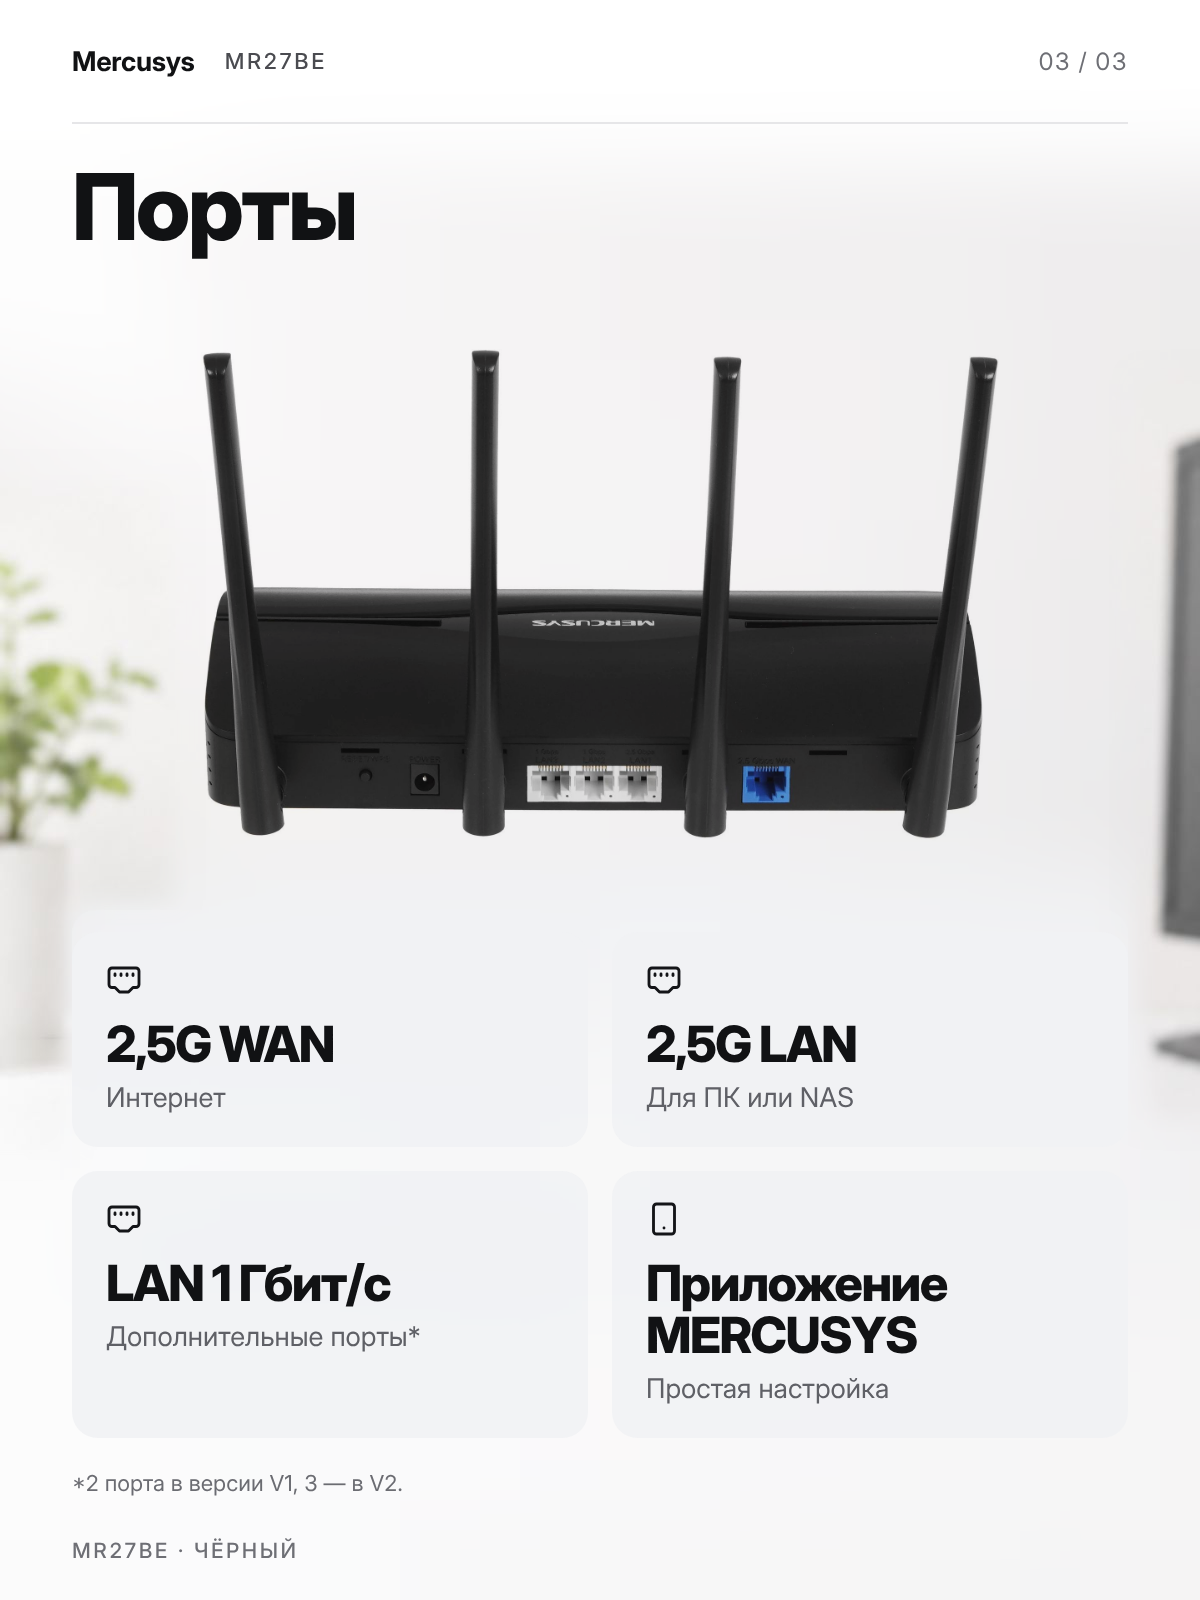 Mercusys MR27BE 03 / 03
Порты
MERCUSYS
POWER
2,5G WAN
Интернет
2,5G LAN
Для ПК или NAS
LAN 1 Гбит/с
Дополнительные порты*
Приложение
MERCUSYS
Простая настройка
*2 порта в версии V1, 3 — в V2.
MR27BE · ЧЁРНЫЙ